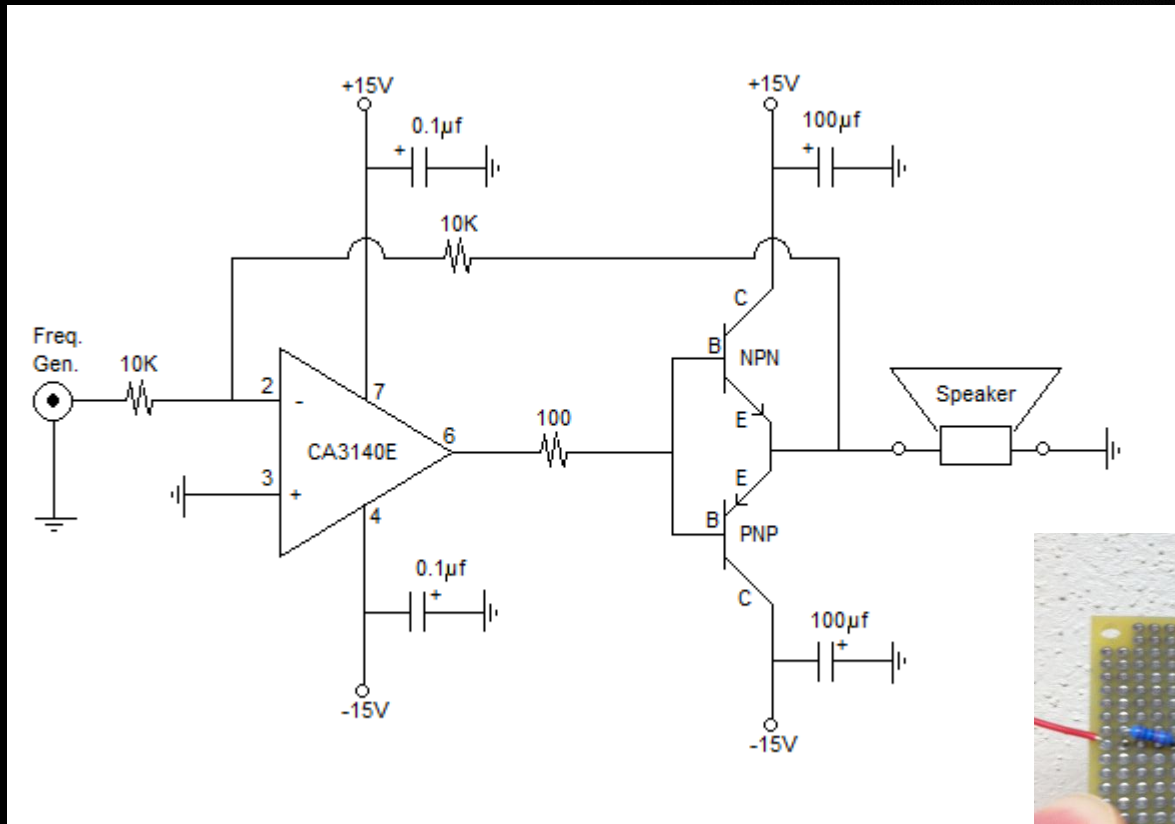 +15V
+15V
0.1µf
100µf
+
+
10K
C
Freq.
Gen.
10K
B
NPN
2
-
7
Speaker
E
100
6
CA3140E
3
+
E
4
B
PNP
0.1µf
+
C
100µf
+
-15V
-15V